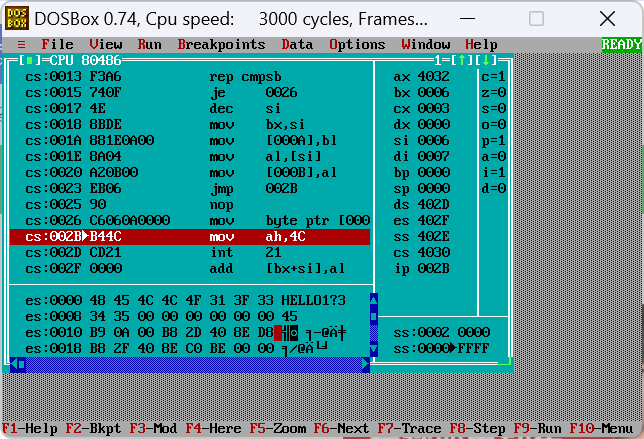 DOSBox 0.74, Cpu speed: 3000 cycles, Frames...
≡ File View Run Breakpoints Data Options Window Help READY
[■]=CPU 80486 1=[↑][↓]
cs:0013 F3A6 rep cmpsb ax 4032 c=1
cs:0015 740F je 0026 bx 0006 z=0
cs:0017 4E dec si cx 0003 s=0
cs:0018 8BDE mov bx,si dx 0000 o=0
cs:001A 881E0A00 mov [000A],bl si 0006 p=1
cs:001E 8A04 mov al,[si] di 0007 a=0
cs:0020 A20B00 mov [000B],al bp 0000 i=1
cs:0023 EB06 jmp 002B sp 0000 d=0
cs:0025 90 nop ds 402D
cs:0026 C6060A0000 mov byte ptr [000 es 402F
cs:002B►B44C mov ah,4C ss 402E
cs:002D CD21 int 21 cs 4030
cs:002F 0000 add [bx+si],al ip 002B
es:0000 48 45 4C 4C 4F 31 3F 33 HELLO1?3
es:0008 34 35 00 00 00 00 00 00 45
es:0010 B9 0A 00 B8 2D 40 8E D8 ╣◙ ╕-@Ä╪ ss:0002 0000
es:0018 B8 2F 40 8E C0 BE 00 00 ╕/@Ä└╛ ss:0000►FFFF
F1-Help F2-Bkpt F3-Mod F4-Here F5-Zoom F6-Next F7-Trace F8-Step F9-Run F10-Menu